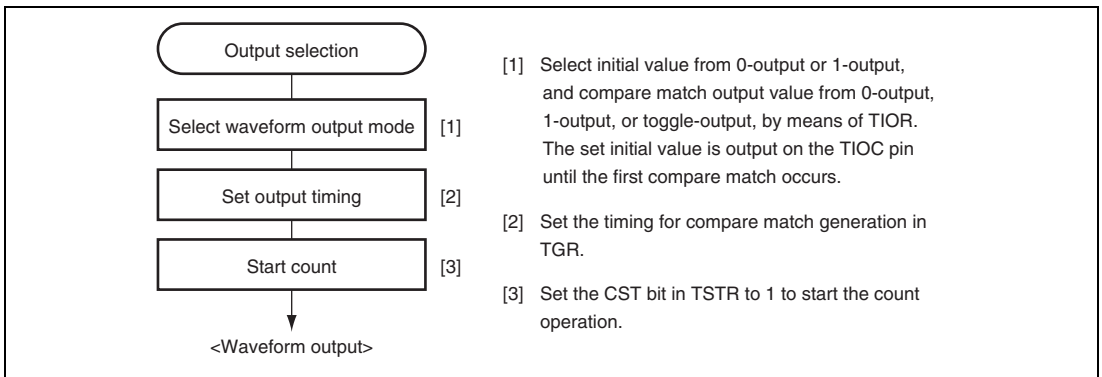 Output selection
Select waveform output mode [1]
Set output timing [2]
Start count [3]
<Waveform output>
[1] Select initial value from 0-output or 1-output,
and compare match output value from 0-output,
1-output, or toggle-output, by means of TIOR.
The set initial value is output on the TIOC pin
until the first compare match occurs.
[2] Set the timing for compare match generation in
TGR.
[3] Set the CST bit in TSTR to 1 to start the count
operation.